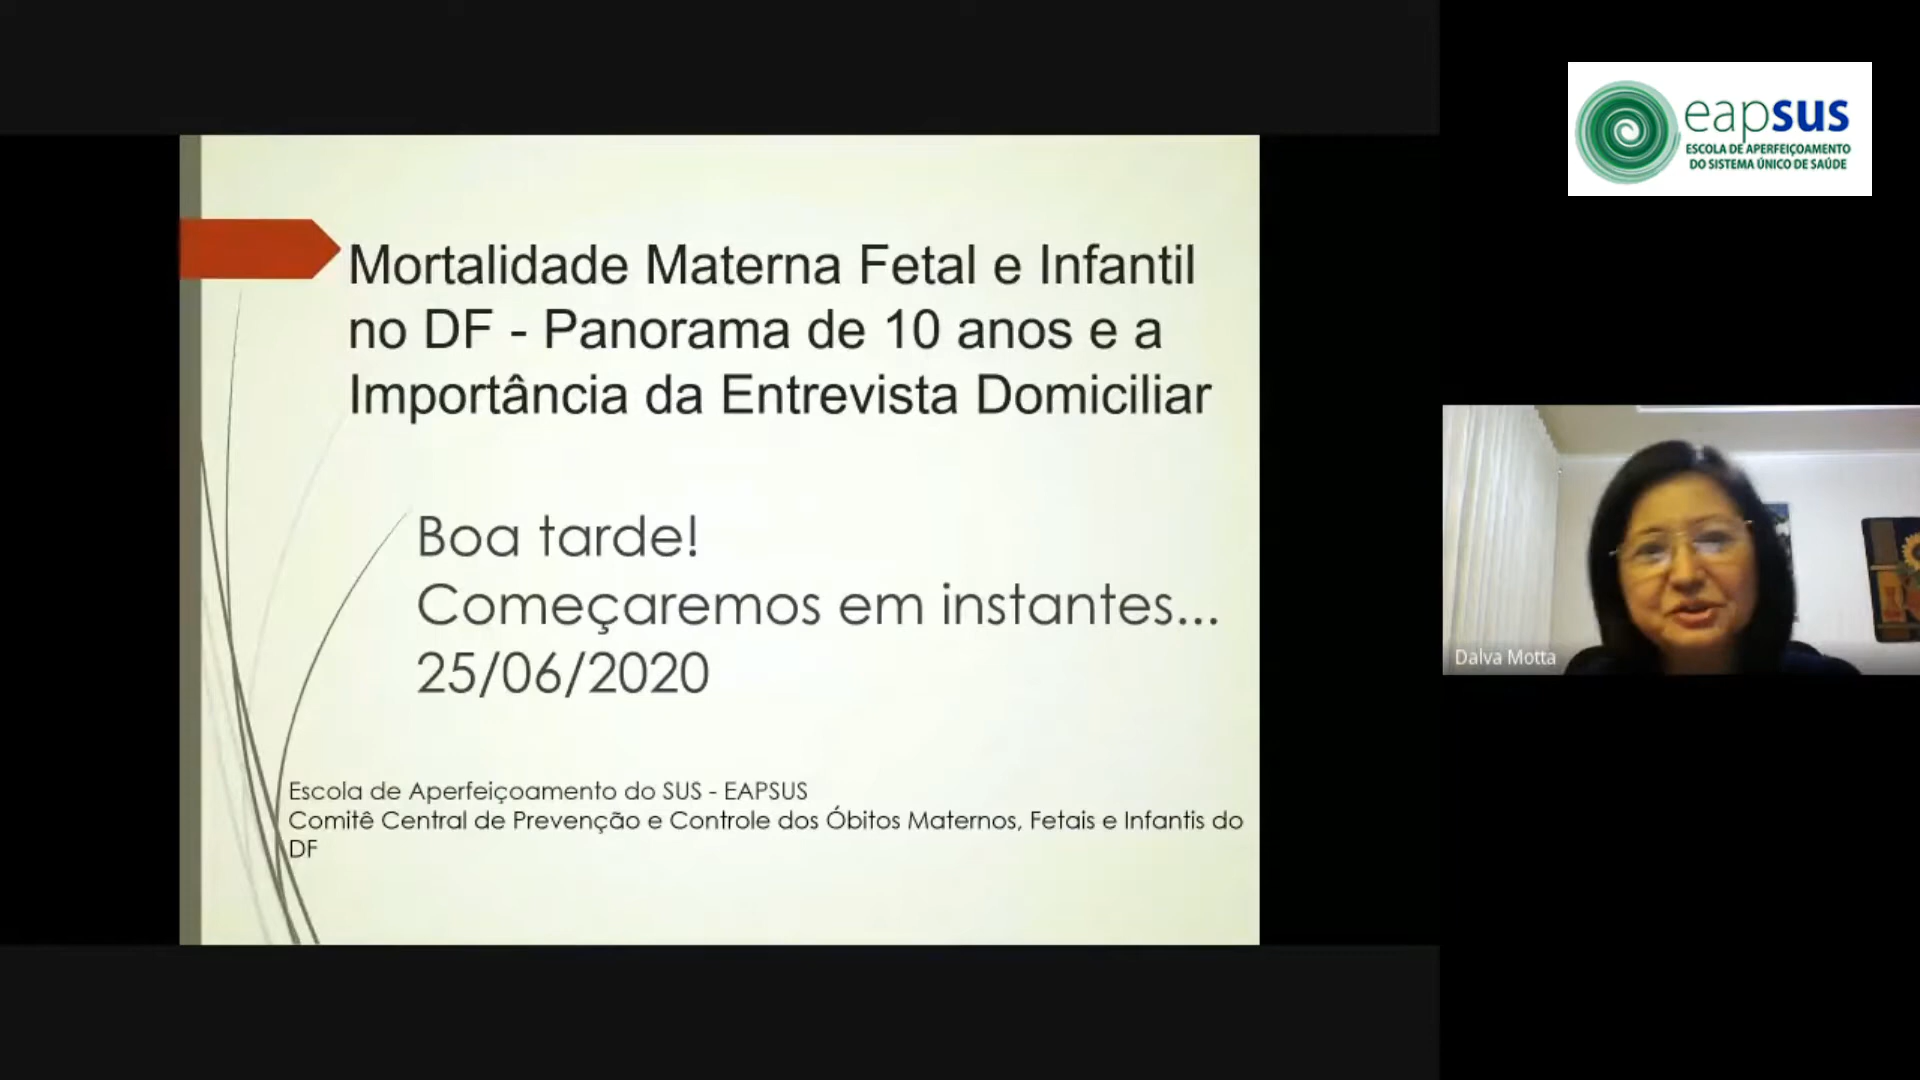 Mortalidade Materna Fetal e Infantil
no DF - Panorama de 10 anos e a
Importância da Entrevista Domiciliar
Boa tarde!
Começaremos em instantes...
25/06/2020
Escola de Aperfeiçoamento do SUS - EAPSUS
Comitê Central de Prevenção e Controle dos Óbitos Maternos, Fetais e Infantis do
DF
eapsus
ESCOLA DE APERFEIÇOAMENTO
DO SISTEMA ÚNICO DE SAÚDE
Dalva Motta